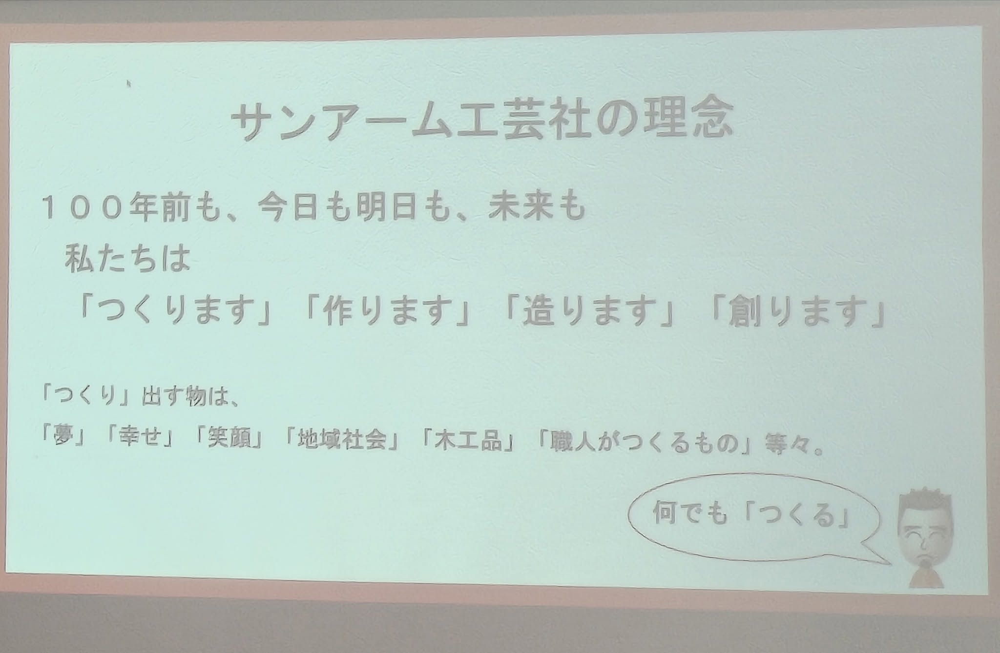 サンアーム工芸社の理念
１００年前も、今日も明日も、未来も
私たちは
「つくります」「作ります」「造ります」「創ります」
「つくり」出す物は、
「夢」「幸せ」「笑顔」「地域社会」「木工品」「職人がつくるもの」等々。
何でも「つくる」